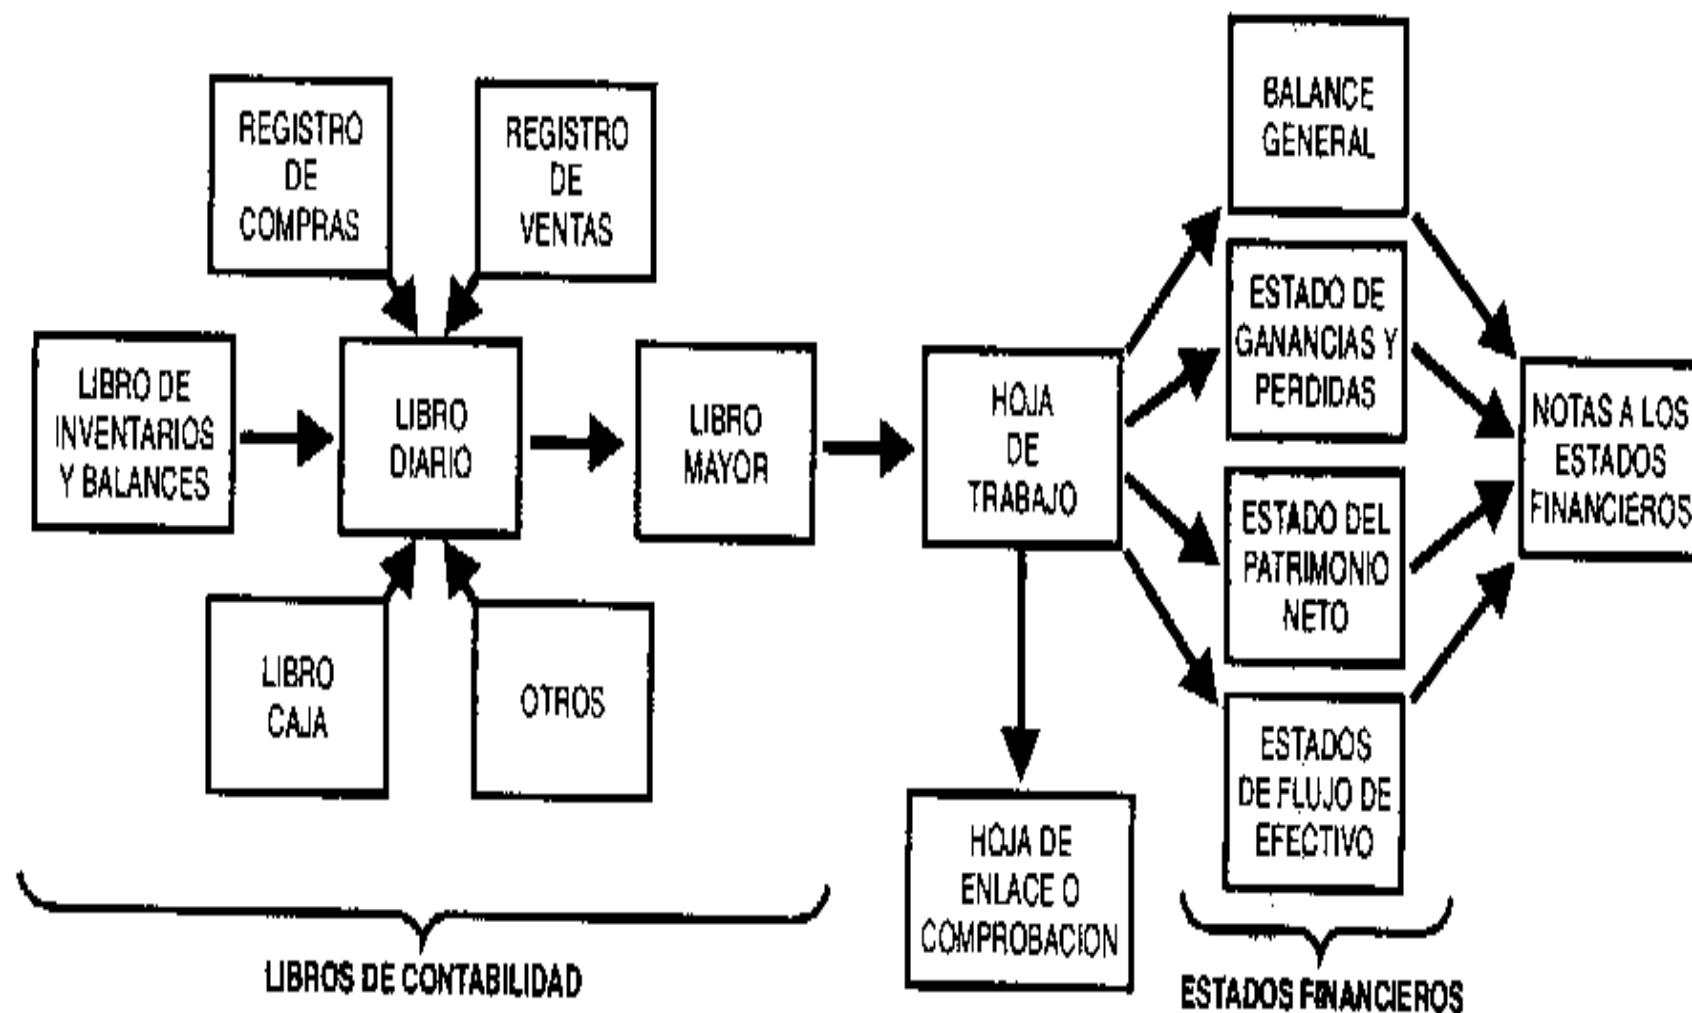 REGISTRO
DE
COMPRAS
REGISTRO
DE
VENTAS
LIBRO DE
INVENTARIOS
Y BALANCES
LIBRO
DIARIO
LIBRO
MAYOR
LIBRO
CAJA
OTROS
LIBROS DE CONTABILIDAD
HOJA
DE
TRABAJO
HOJA DE
ENLACE O
COMPROBACION
BALANCE
GENERAL
ESTADO DE
GANANCIAS Y
PERDIDAS
ESTADO DEL
PATRIMONIO
NETO
ESTADOS
DE FLUJO DE
EFECTIVO
ESTADOS FINANCIEROS
NOTAS A LOS
ESTADOS
FINANCIEROS